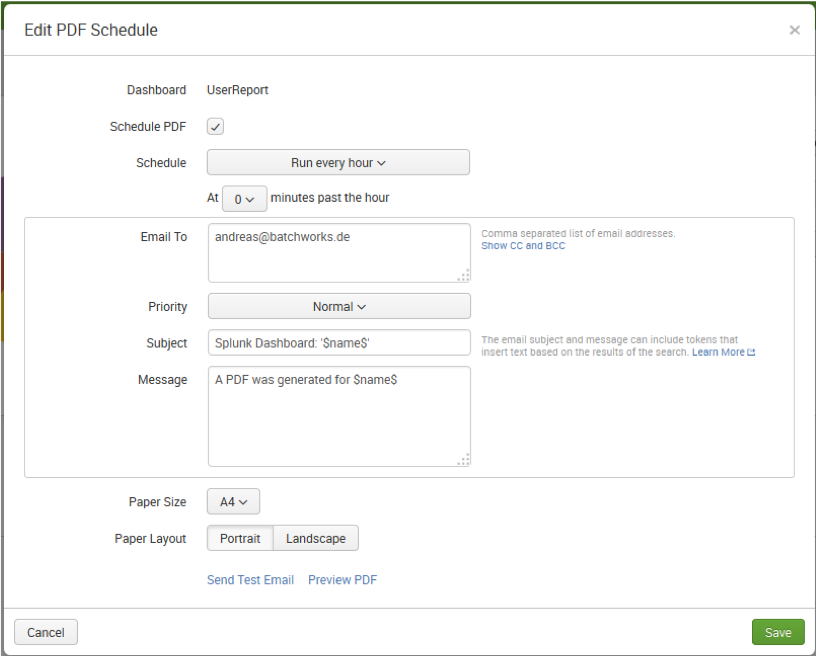 Edit PDF Schedule ×
Dashboard UserReport
Schedule PDF
Schedule Run every hour
At 0 minutes past the hour
Email To andreas@batchworks.de Comma separated list of email addresses.
Show CC and BCC
Priority Normal
Subject Splunk Dashboard: '$name$' The email subject and message can include tokens that
insert text based on the results of the search. Learn More
Message A PDF was generated for $name$
Paper Size A4
Paper Layout Portrait Landscape
Send Test Email Preview PDF
Cancel Save